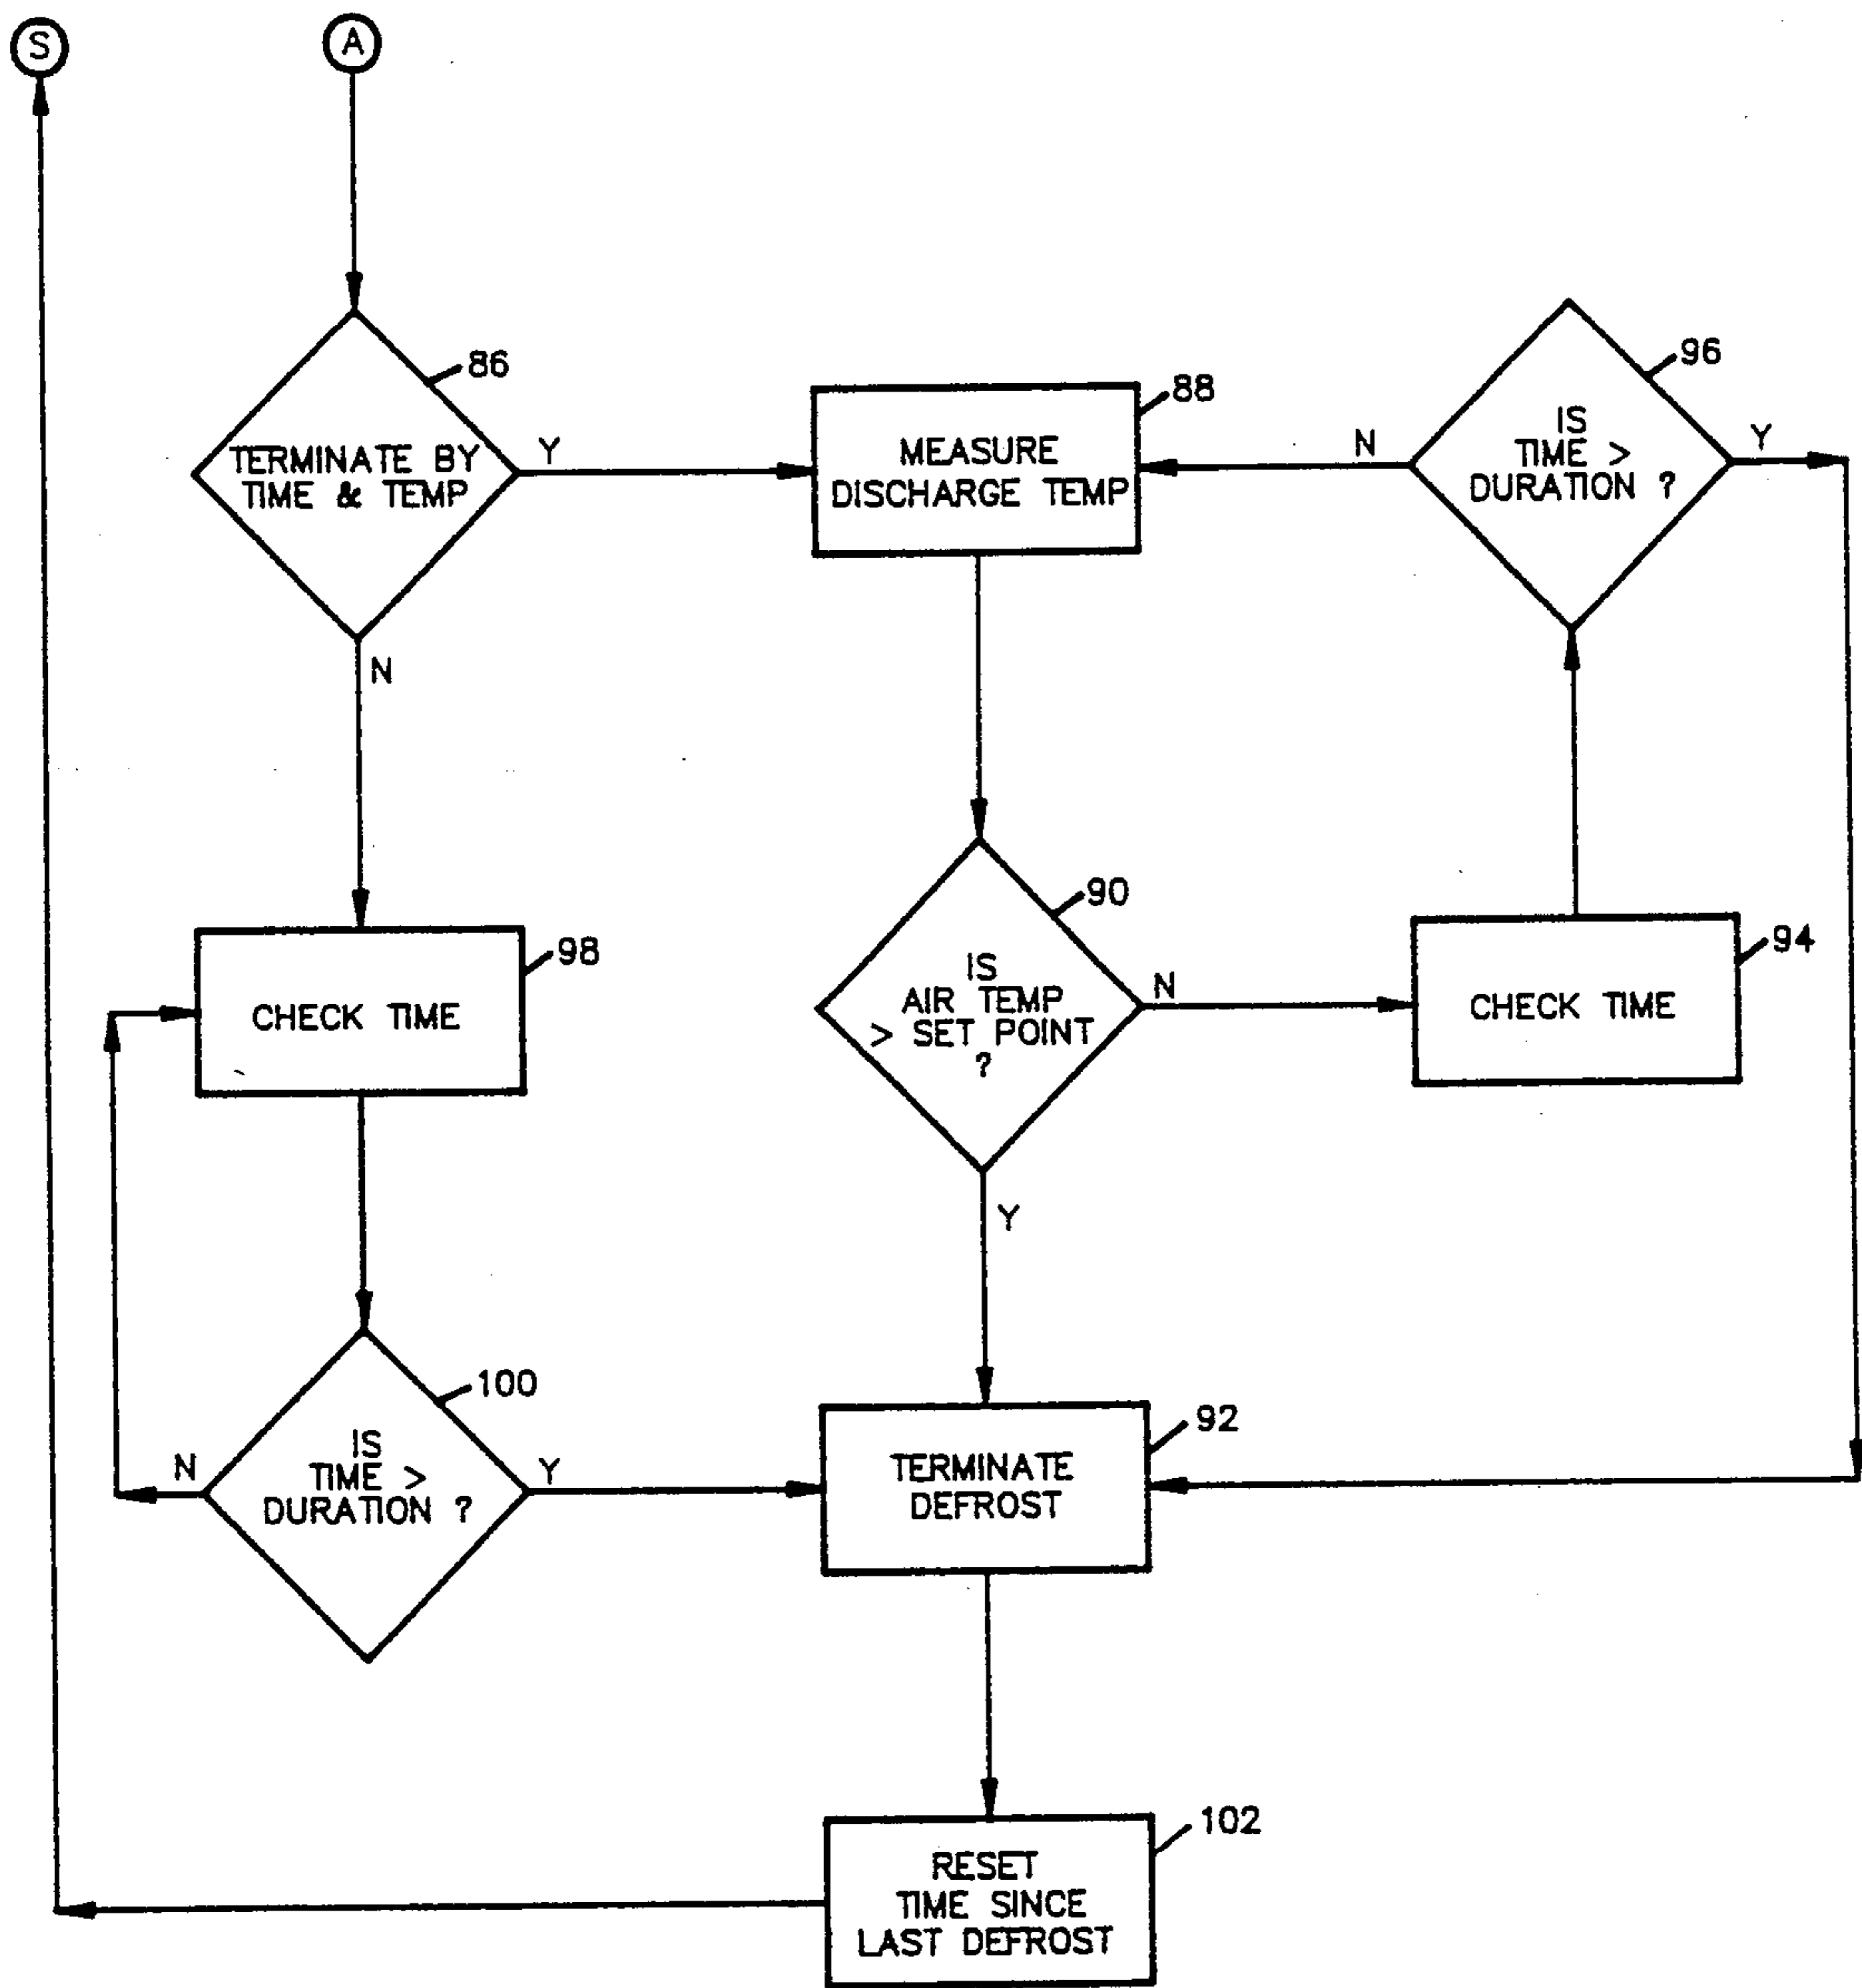 S
A
86
TERMINATE BY
TIME & TEMP
Y
N
88
MEASURE
DISCHARGE TEMP
96
IS
TIME >
DURATION ?
N
Y
90
IS
AIR TEMP
> SET POINT
?
N
Y
94
CHECK TIME
98
CHECK TIME
100
IS
TIME >
DURATION ?
N
Y
92
TERMINATE
DEFROST
102
RESET
TIME SINCE
LAST DEFROST